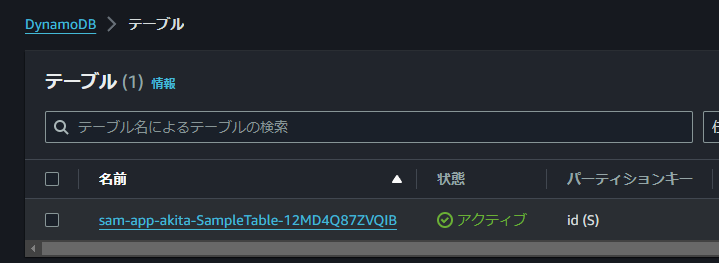 DynamoDB > テーブル
テーブル (1) 情報
テーブル名によるテーブルの検索
名前 状態 パーティションキー
sam-app-akita-SampleTable-12MD4Q87ZVQIB アクティブ id (S)